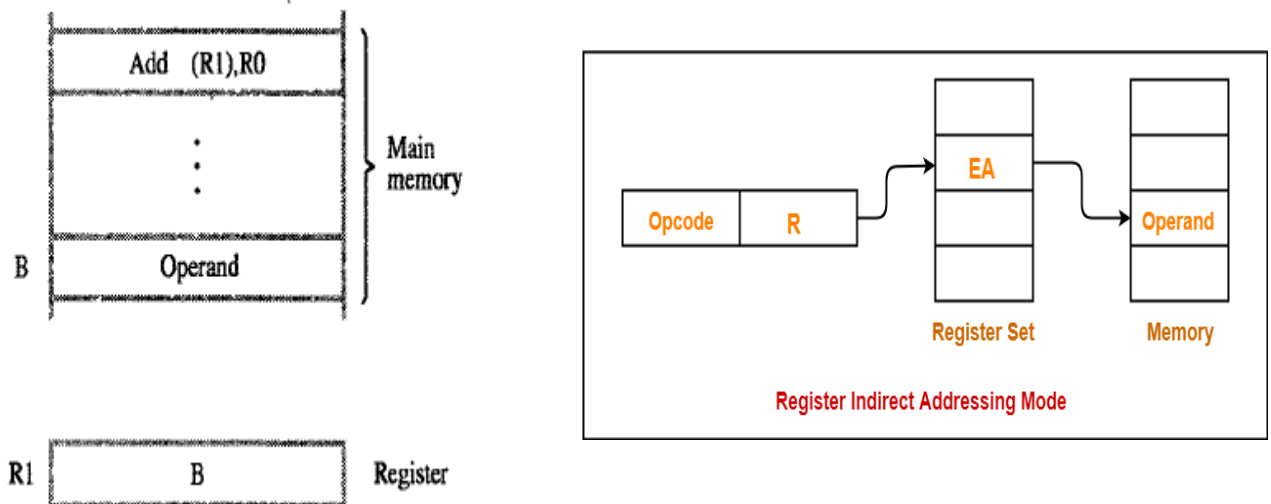 Add (R1),R0
Main
memory
B
Operand
R1
B
Register
Opcode
R
EA
Operand
Register Set
Memory
Register Indirect Addressing Mode